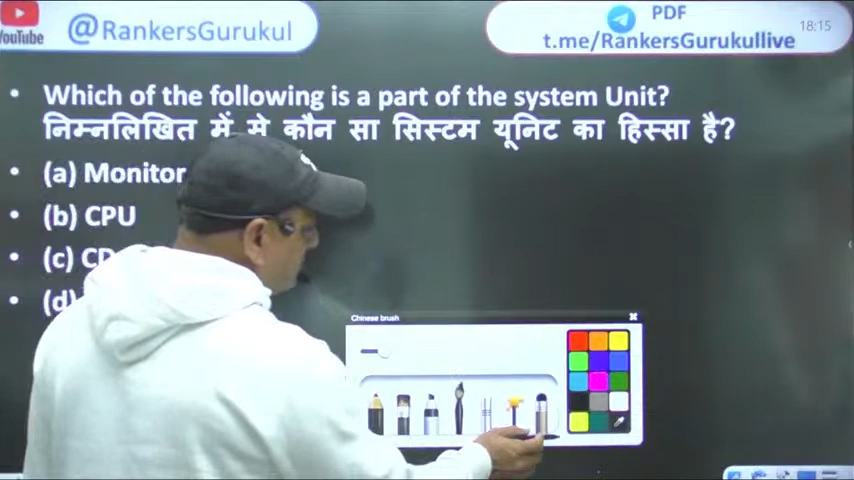 YouTube
@RankersGurukul
PDF
t.me/RankersGurukullive
18:15
• Which of the following is a part of the system Unit?
निम्नलिखित में से कौन सा सिस्टम यूनिट का हिस्सा है?
• (a) Monitor
• (b) CPU
• (c) CD
• (d)
Chinese brush